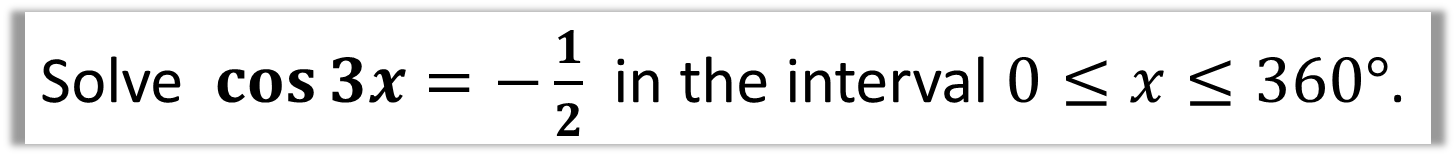 Solve cos 3x = −1/2 in the interval 0 ≤ x ≤ 360°.